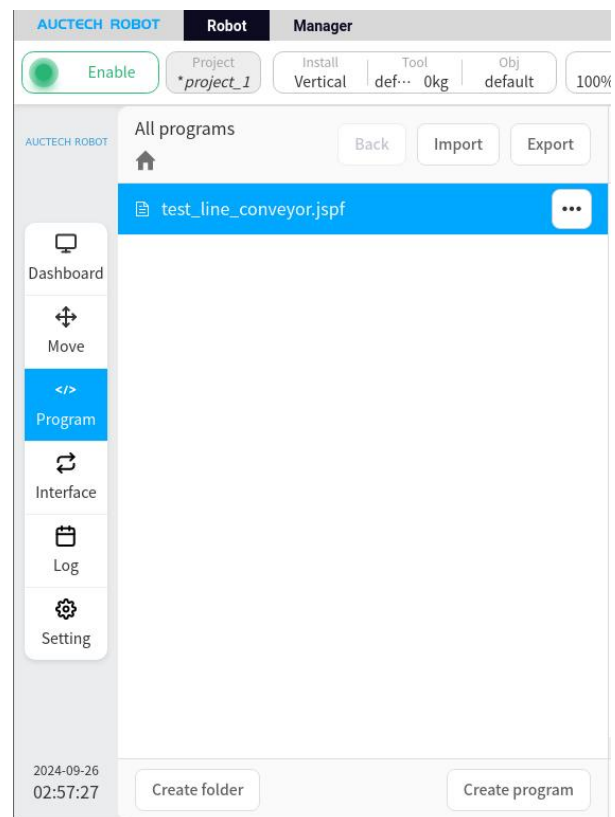 AUCTECH ROBOT Robot Manager
Enable
Project
*project_1
Install Tool Obj
Vertical def··· 0kg default 100%
AUCTECH ROBOT
All programs
Back Import Export
test_line_conveyor.jspf
Dashboard
Move
</>
Program
Interface
Log
Setting
2024-09-26
02:57:27
Create folder Create program